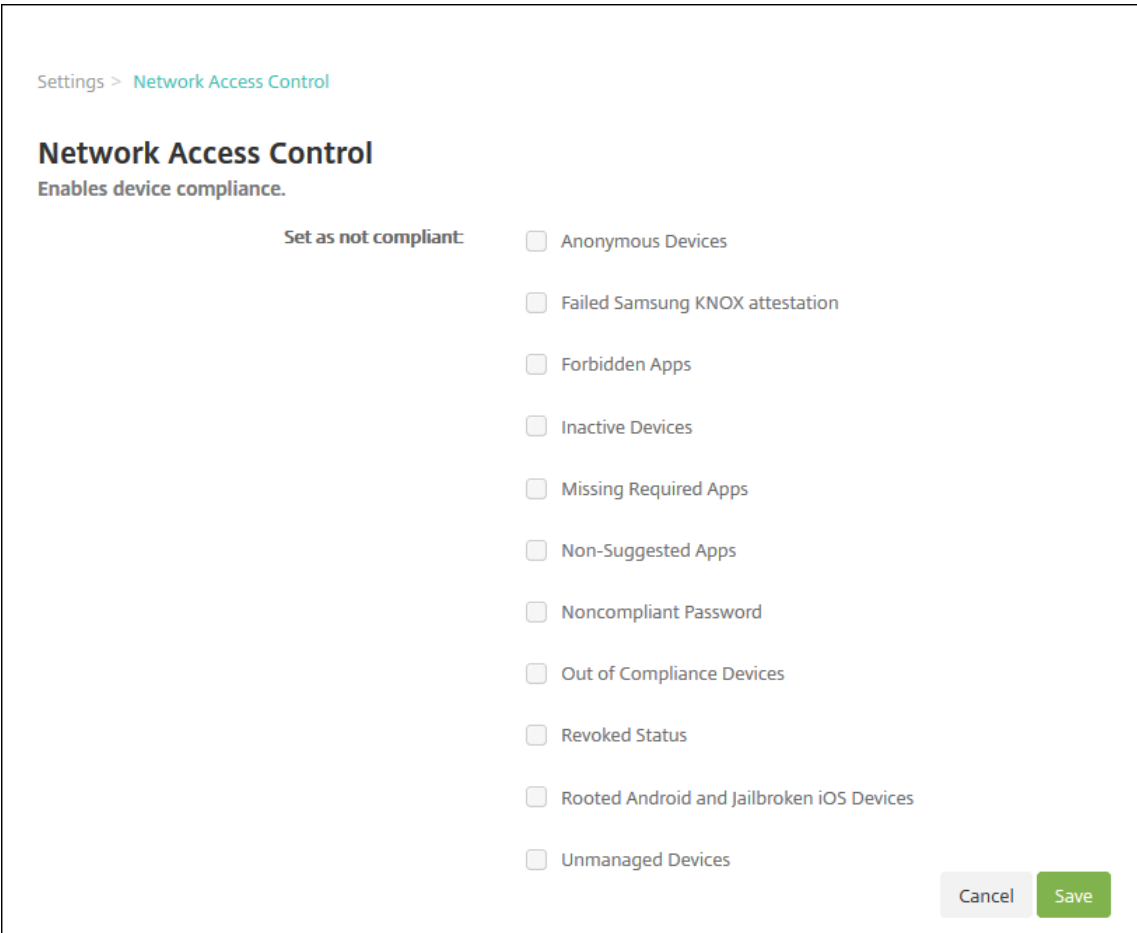 Settings > Network Access Control
Network Access Control
Enables device compliance.
Set as not compliant:
Anonymous Devices
Failed Samsung KNOX attestation
Forbidden Apps
Inactive Devices
Missing Required Apps
Non-Suggested Apps
Noncompliant Password
Out of Compliance Devices
Revoked Status
Rooted Android and Jailbroken iOS Devices
Unmanaged Devices
Cancel Save